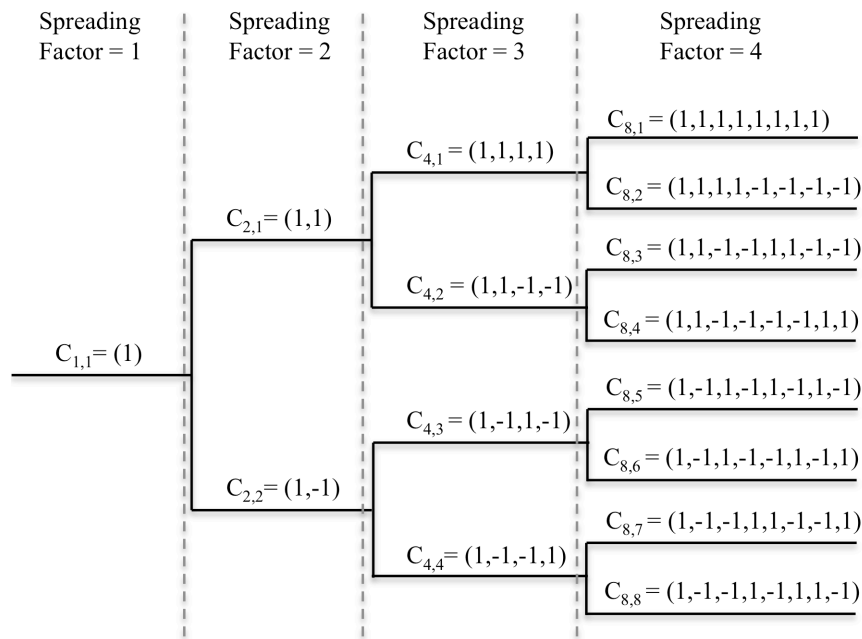 Spreading
Factor = 1
Spreading
Factor = 2
Spreading
Factor = 3
Spreading
Factor = 4
C1,1= (1)
C2,1= (1,1)
C2,2= (1,-1)
C4,1 = (1,1,1,1)
C4,2= (1,1,-1,-1)
C4,3 = (1,-1,1,-1)
C4,4= (1,-1,-1,1)
C8,1 = (1,1,1,1,1,1,1,1)
C8,2= (1,1,1,1,-1,-1,-1,-1)
C8,3 = (1,1,-1,-1,1,1,-1,-1)
C8,4 = (1,1,-1,-1,-1,-1,1,1)
C8,5 = (1,-1,1,-1,1,-1,1,-1)
C8,6 = (1,-1,1,-1,-1,1,-1,1)
C8,7 = (1,-1,-1,1,1,-1,-1,1)
C8,8 = (1,-1,-1,1,-1,1,1,-1)